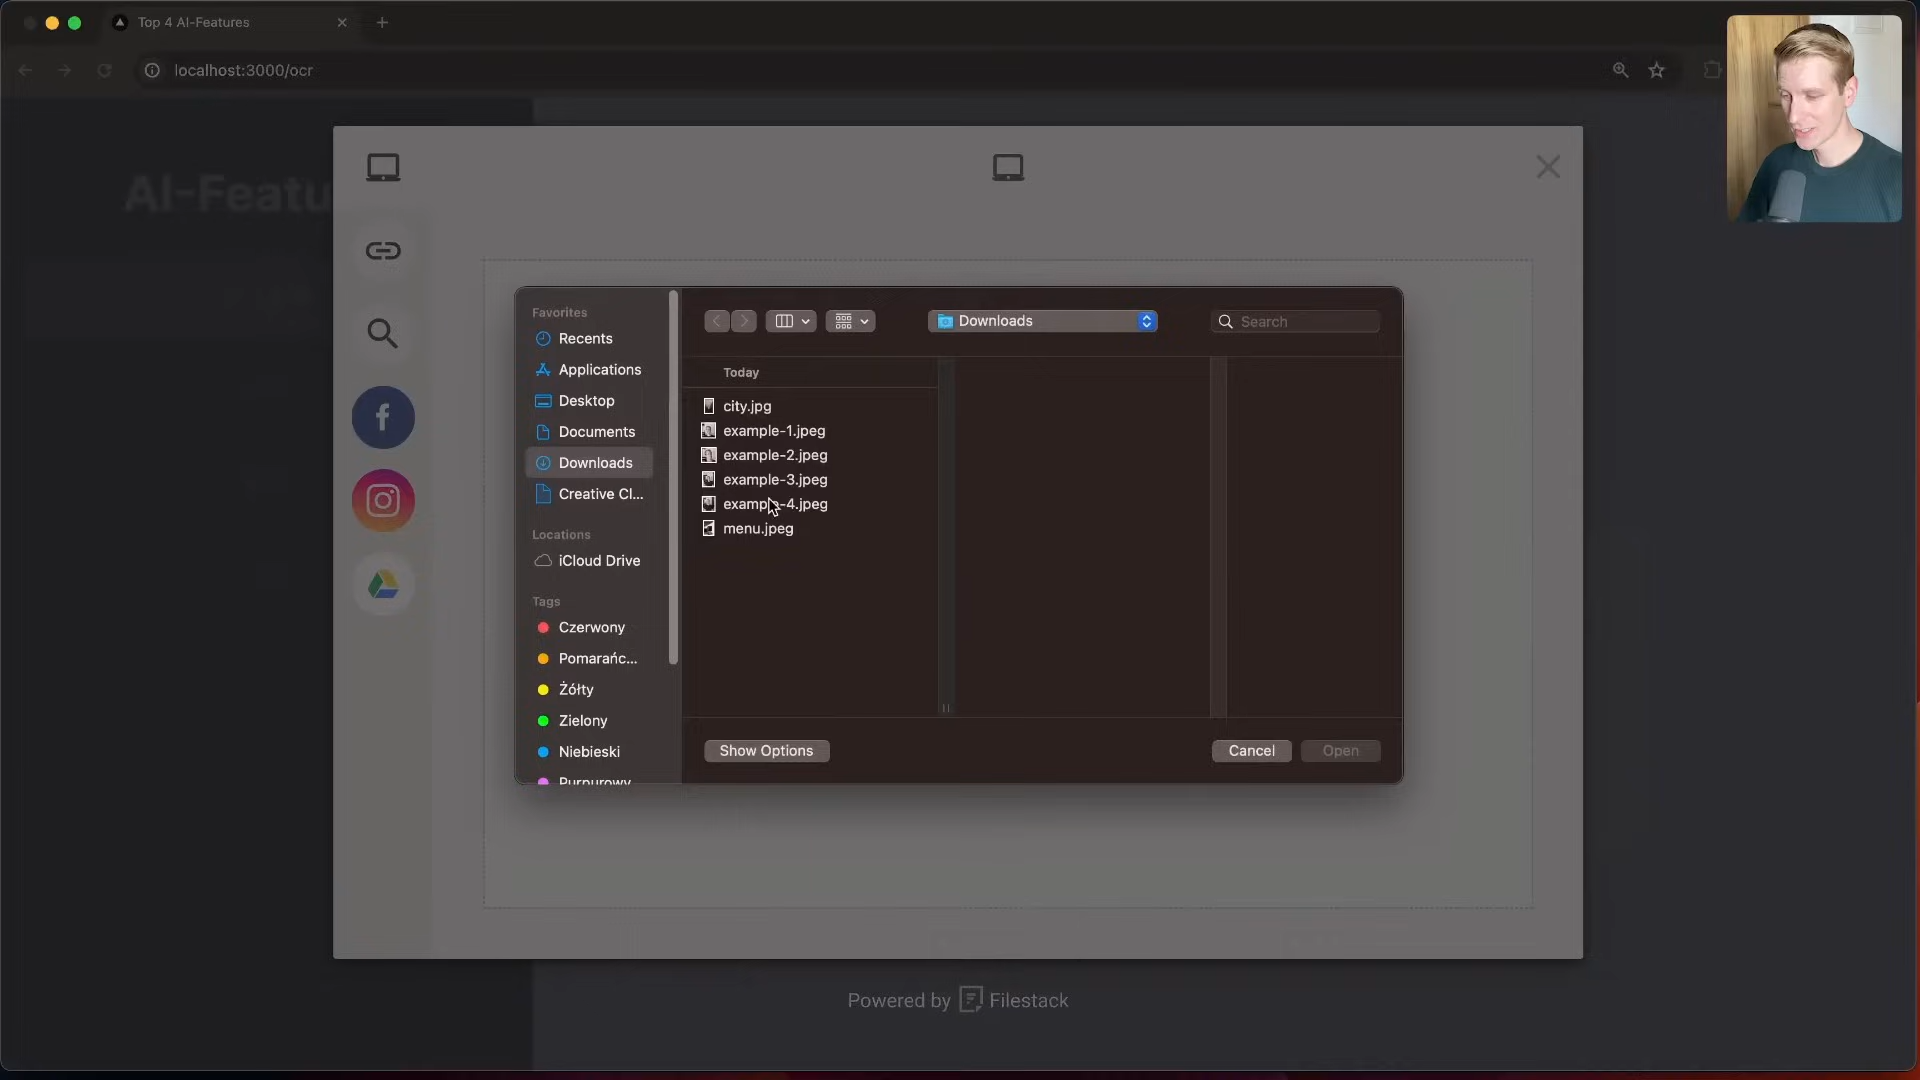 Top 4 AI-Features
localhost:3000/ocr
AI-Featu
Favorites
Recents
Applications
Desktop
Documents
Downloads
Creative Cl...
Locations
iCloud Drive
Tags
Czerwony
Pomarańc...
Żółty
Zielony
Niebieski
Purpurowy
Downloads
Search
Today
city.jpg
example-1.jpeg
example-2.jpeg
example-3.jpeg
example-4.jpeg
menu.jpeg
Show Options
Cancel
Open
Powered by Filestack